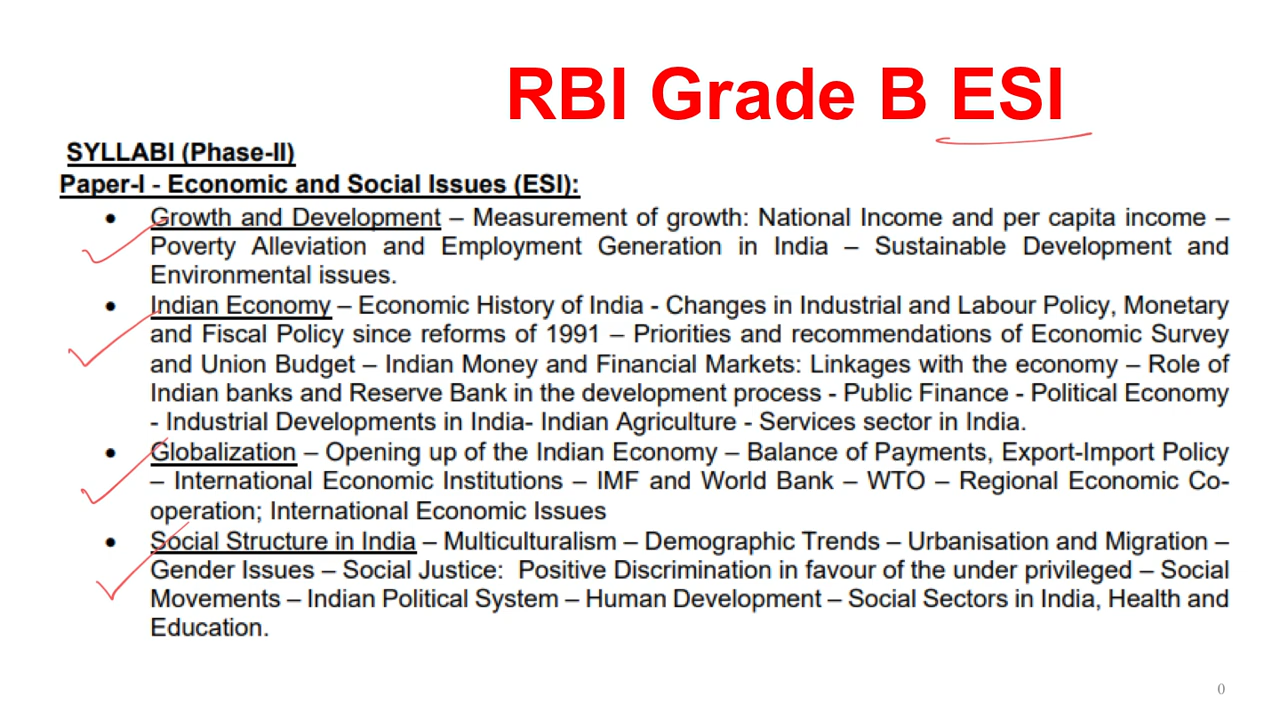 RBI Grade B ESI
SYLLABI (Phase-II)
Paper-I - Economic and Social Issues (ESI):
• Growth and Development – Measurement of growth: National Income and per capita income –
Poverty Alleviation and Employment Generation in India – Sustainable Development and
Environmental issues.
• Indian Economy – Economic History of India - Changes in Industrial and Labour Policy, Monetary
and Fiscal Policy since reforms of 1991 – Priorities and recommendations of Economic Survey
and Union Budget – Indian Money and Financial Markets: Linkages with the economy – Role of
Indian banks and Reserve Bank in the development process - Public Finance - Political Economy
- Industrial Developments in India- Indian Agriculture - Services sector in India.
• Globalization – Opening up of the Indian Economy – Balance of Payments, Export-Import Policy
– International Economic Institutions – IMF and World Bank – WTO – Regional Economic Co-
operation; International Economic Issues
• Social Structure in India – Multiculturalism – Demographic Trends – Urbanisation and Migration –
Gender Issues – Social Justice: Positive Discrimination in favour of the under privileged – Social
Movements – Indian Political System – Human Development – Social Sectors in India, Health and
Education.
0